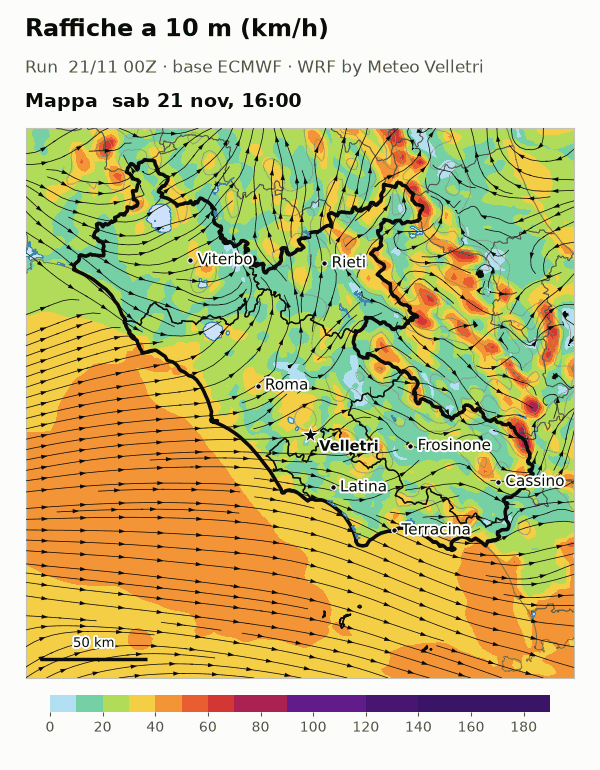 Raffiche a 10 m (km/h)
Run  21/11 00Z · base ECMWF · WRF by Meteo Velletri
Mappa  sab 21 nov, 16:00
Viterbo
Rieti
Roma
Velletri
Frosinone
Cassino
Latina
Terracina
50 km
0 20 40 60 80 100 120 140 160 180